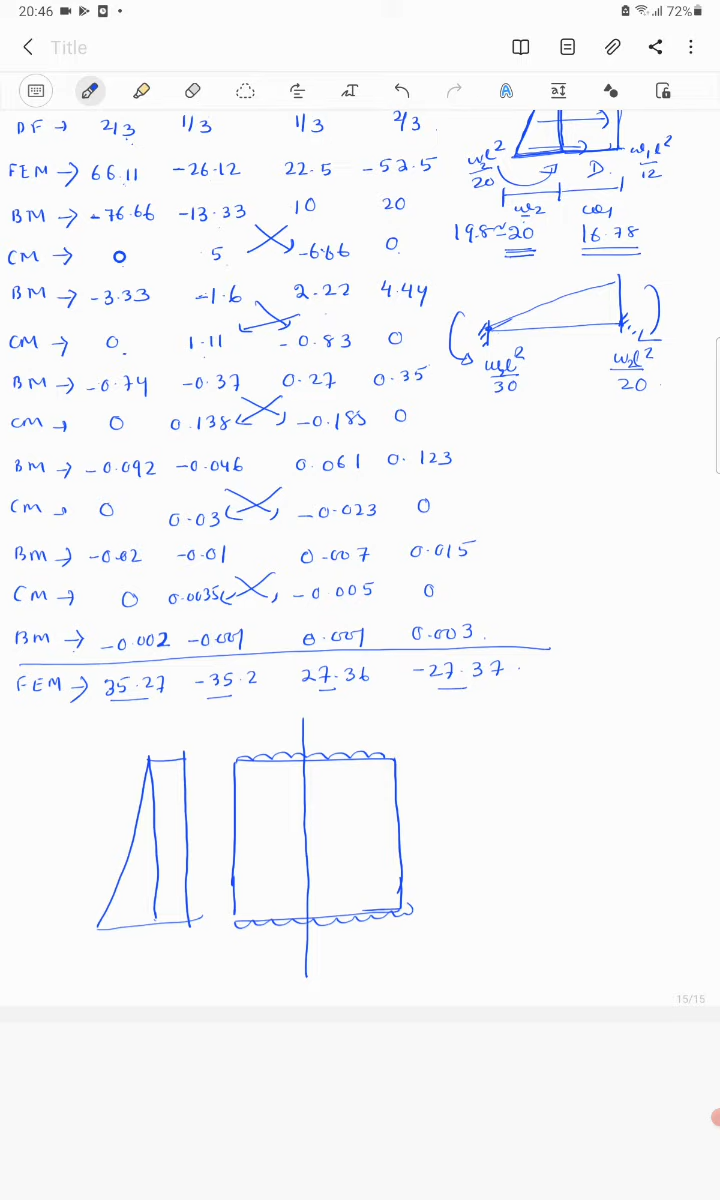 20:46 72%
Title
DF → 2/3 1/3 1/3 2/3
FEM → 66.11 -26.12 22.5 -52.5
w₂l²/20 D w₁l²/12
BM → -76.66 -13.33 10 20
w₂ w₁
19.8≈20 16.78
CM → 0 5 -6.66 0
BM → -3.33 -1.6 2.22 4.44
CM → 0. 1.11 -0.83 0
w₂l²/30 w₂l²/20
BM → -0.74 -0.37 0.27 0.35
CM → 0 0.138 -0.185 0
BM → -0.092 -0.046 0.061 0.123
CM → 0 0.03 -0.023 0
BM → -0.02 -0.01 0.007 0.015
CM → 0 0.0035 -0.005 0
BM → -0.002 -0.001 0.001 0.003.
FEM → 35.27 -35.2 27.36 -27.37.
15/15